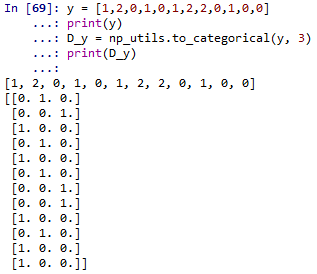 In [69]: y = [1,2,0,1,0,1,2,2,0,1,0,0]
...: print(y)
...: D_y = np_utils.to_categorical(y, 3)
...: print(D_y)
...:
[1, 2, 0, 1, 0, 1, 2, 2, 0, 1, 0, 0]
[[0. 1. 0.]
[0. 0. 1.]
[1. 0. 0.]
[0. 1. 0.]
[1. 0. 0.]
[0. 1. 0.]
[0. 0. 1.]
[0. 0. 1.]
[1. 0. 0.]
[0. 1. 0.]
[1. 0. 0.]
[1. 0. 0.]]